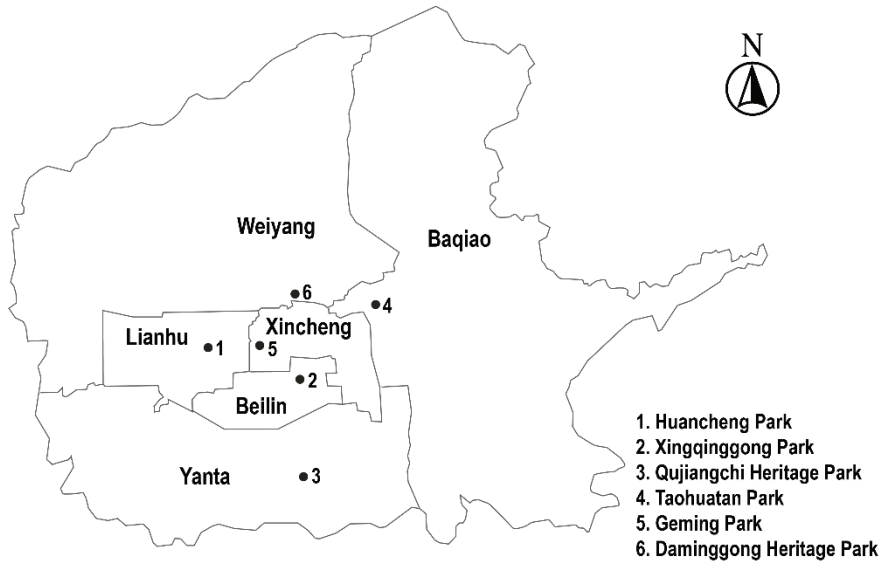 N
Weiyang
Baqiao
6
4
Xincheng
Lianhu
1
5
2
Beilin
Yanta
3
1. Huancheng Park
2. Xingqinggong Park
3. Qujiangchi Heritage Park
4. Taohuatan Park
5. Geming Park
6. Daminggong Heritage Park